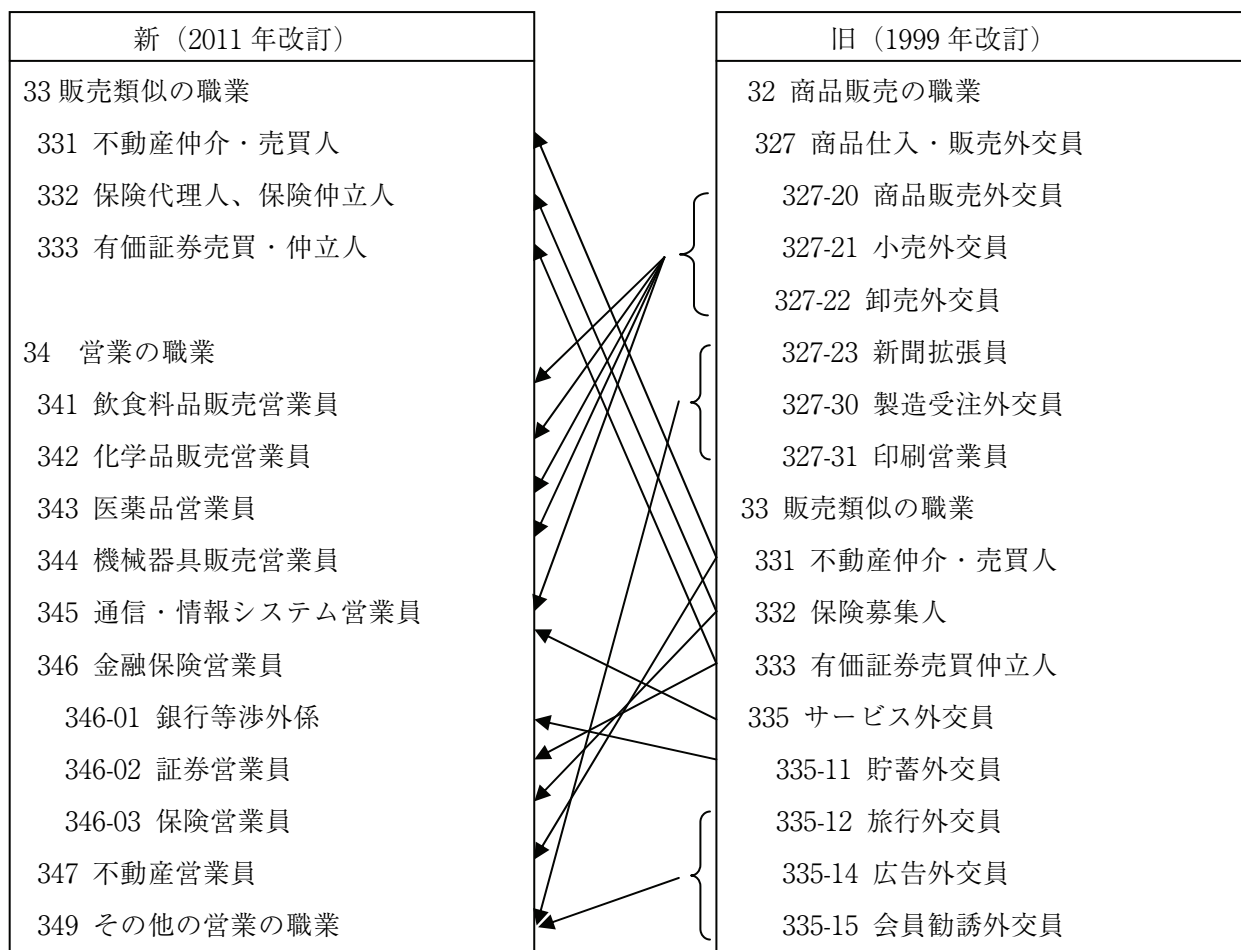 新（2011 年改訂）
33 販売類似の職業
331 不動産仲介・売買人
332 保険代理人、保険仲立人
333 有価証券売買・仲立人
34 営業の職業
341 飲食料品販売営業員
342 化学品販売営業員
343 医薬品営業員
344 機械器具販売営業員
345 通信・情報システム営業員
346 金融保険営業員
346-01 銀行等渉外係
346-02 証券営業員
346-03 保険営業員
347 不動産営業員
349 その他の営業の職業
旧（1999 年改訂）
32 商品販売の職業
327 商品仕入・販売外交員
327-20 商品販売外交員
327-21 小売外交員
327-22 卸売外交員
327-23 新聞拡張員
327-30 製造受注外交員
327-31 印刷営業員
33 販売類似の職業
331 不動産仲介・売買人
332 保険募集人
333 有価証券売買仲立人
335 サービス外交員
335-11 貯蓄外交員
335-12 旅行外交員
335-14 広告外交員
335-15 会員勧誘外交員